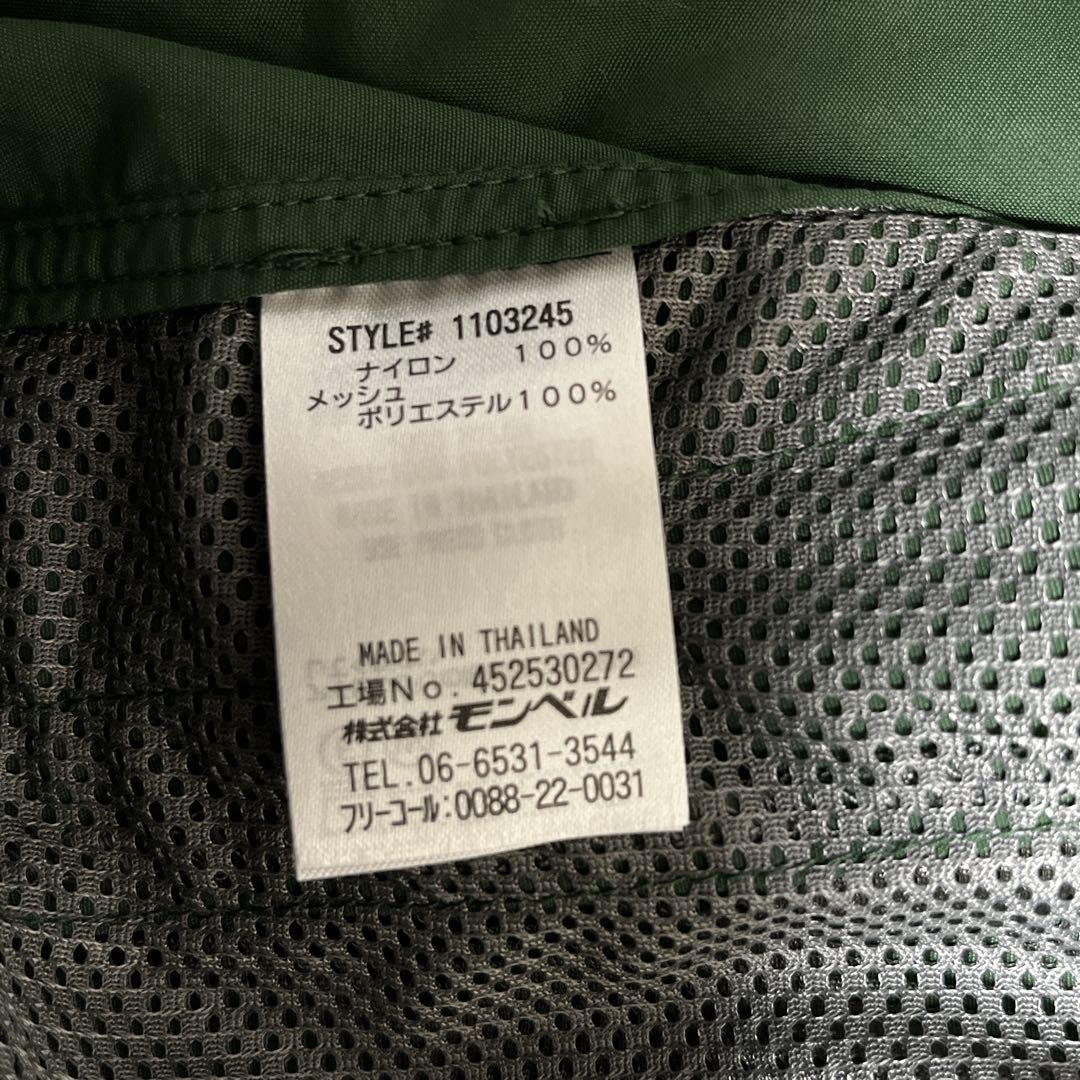 STYLE# 1103245
ナイロン 100%
メッシュ
ポリエステル100%
MADE IN THAILAND
工場No. 452530272
株式会社 モンベル
TEL.06-6531-3544
フリーコール:0088-22-0031